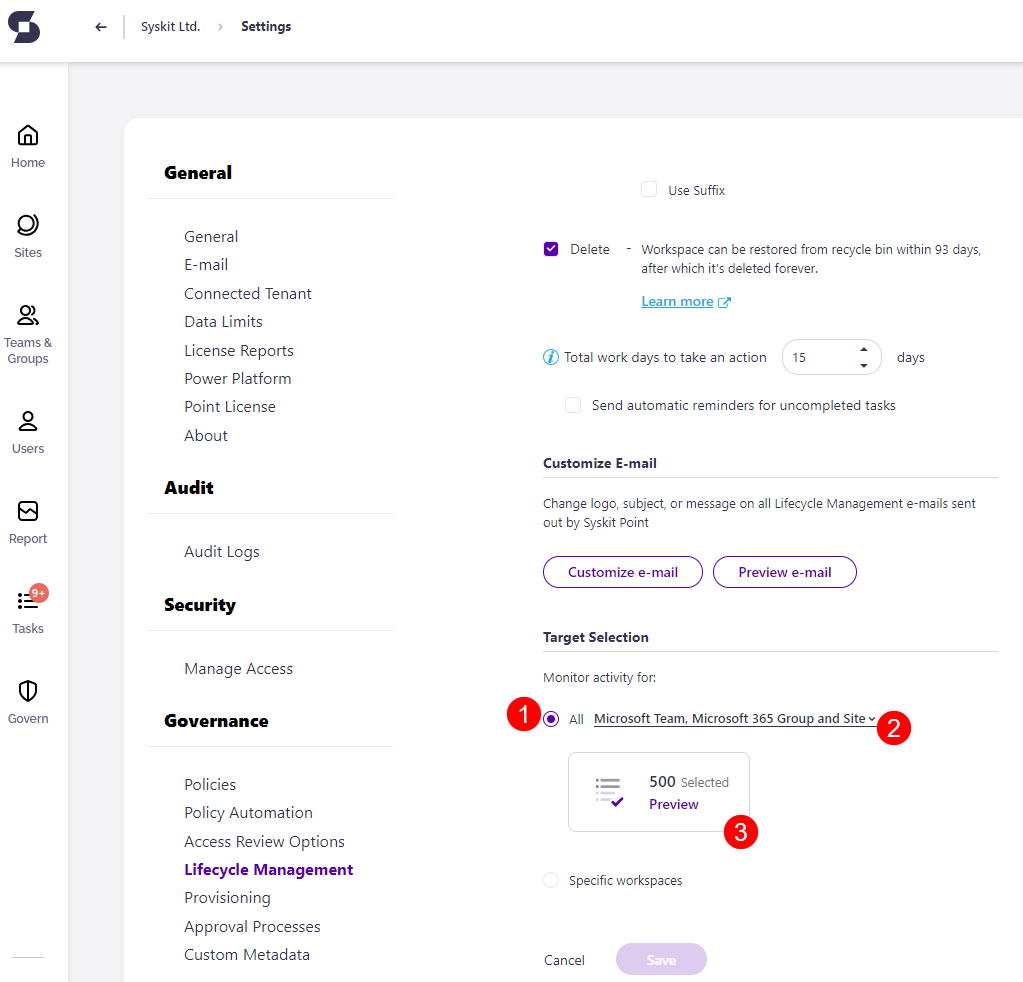 Syskit Ltd. > Settings
Home
Sites
Teams &
Groups
Users
Report
9+
Tasks
Govern
General
General
E-mail
Connected Tenant
Data Limits
License Reports
Power Platform
Point License
About
Audit
Audit Logs
Security
Manage Access
Governance
Policies
Policy Automation
Access Review Options
Lifecycle Management
Provisioning
Approval Processes
Custom Metadata
Use Suffix
Delete - Workspace can be restored from recycle bin within 93 days,
after which it's deleted forever.
Learn more
i Total work days to take an action 15 days
Send automatic reminders for uncompleted tasks
Customize E-mail
Change logo, subject, or message on all Lifecycle Management e-mails sent
out by Syskit Point
Customize e-mail Preview e-mail
Target Selection
Monitor activity for:
1 All Microsoft Team, Microsoft 365 Group and Site 2
500 Selected
Preview
3
Specific workspaces
Cancel Save